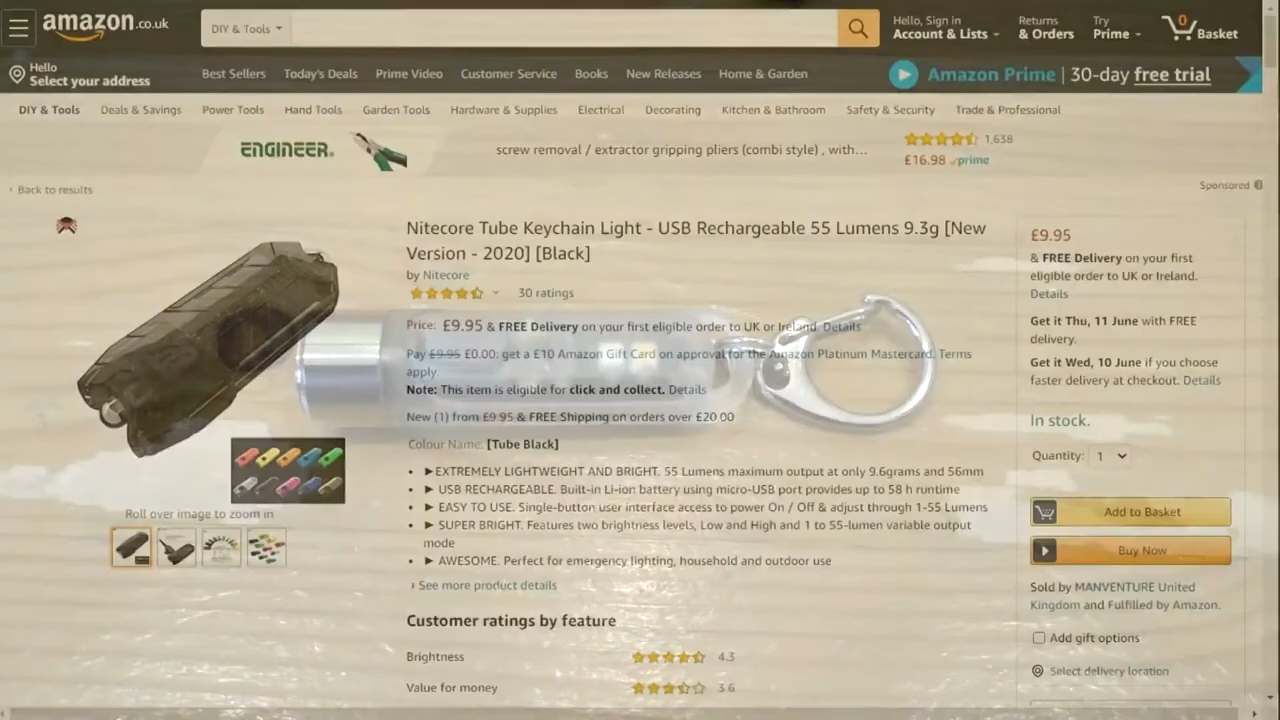 amazon.co.uk
DIY & Tools
Hello, Sign in
Account & Lists
Returns
& Orders
Try
Prime
0
Basket
Hello
Select your address
Best Sellers
Today's Deals
Prime Video
Customer Service
Books
New Releases
Home & Garden
Amazon Prime | 30-day free trial
DIY & Tools
Deals & Savings
Power Tools
Hand Tools
Garden Tools
Hardware & Supplies
Electrical
Decorating
Kitchen & Bathroom
Safety & Security
Trade & Professional
ENGINEER.
screw removal / extractor gripping pliers (combi style) , with...
1,638
£16.98 prime
‹ Back to results
Sponsored
Nitecore Tube Keychain Light - USB Rechargeable 55 Lumens 9.3g [New
Version - 2020] [Black]
by Nitecore
30 ratings
Price: £9.95 & FREE Delivery on your first eligible order to UK or Ireland. Details
Pay £9.95 £0.00: get a £10 Amazon Gift Card on approval for the Amazon Platinum Mastercard. Terms
apply.
Note: This item is eligible for click and collect. Details
New (1) from £9.95 & FREE Shipping on orders over £20.00
Colour Name: [Tube Black]
• ►EXTREMELY LIGHTWEIGHT AND BRIGHT. 55 Lumens maximum output at only 9.6grams and 56mm
• ► USB RECHARGEABLE. Built-in Li-ion battery using micro-USB port provides up to 58 h runtime
• ► EASY TO USE. Single-button user interface access to power On / Off & adjust through 1-55 Lumens
• ► SUPER BRIGHT. Features two brightness levels, Low and High and 1 to 55-lumen variable output
mode
• ► AWESOME. Perfect for emergency lighting, household and outdoor use
› See more product details
Roll over image to zoom in
Customer ratings by feature
Brightness
4.3
Value for money
3.6
£9.95
& FREE Delivery on your first
eligible order to UK or Ireland.
Details
Get it Thu, 11 June with FREE
delivery.
Get it Wed, 10 June if you choose
faster delivery at checkout. Details
In stock.
Quantity: 1
Add to Basket
Buy Now
Sold by MANVENTURE United
Kingdom and Fulfilled by Amazon.
Add gift options
Select delivery location